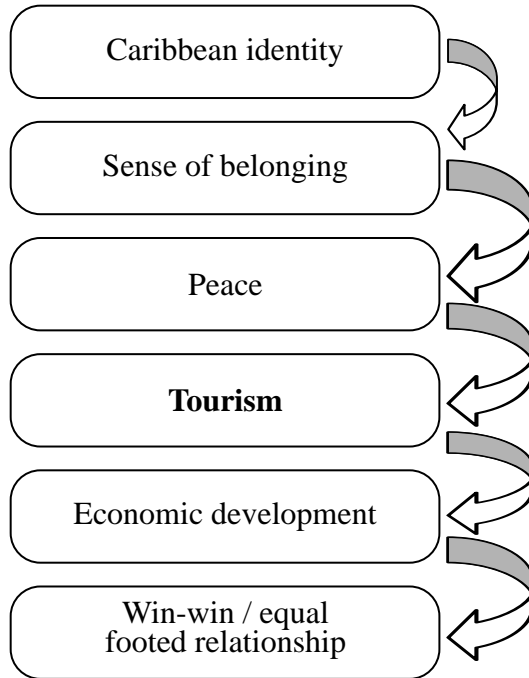 Caribbean identity
Sense of belonging
Peace
Tourism
Economic development
Win-win / equal
footed relationship